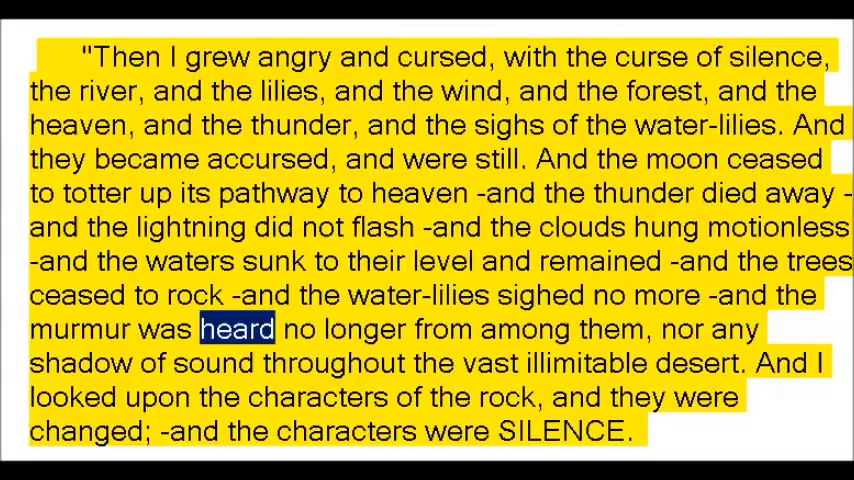 "Then I grew angry and cursed, with the curse of silence,
the river, and the lilies, and the wind, and the forest, and the
heaven, and the thunder, and the sighs of the water-lilies. And
they became accursed, and were still. And the moon ceased
to totter up its pathway to heaven -and the thunder died away -
and the lightning did not flash -and the clouds hung motionless
-and the waters sunk to their level and remained -and the trees
ceased to rock -and the water-lilies sighed no more -and the
murmur was heard no longer from among them, nor any
shadow of sound throughout the vast illimitable desert. And I
looked upon the characters of the rock, and they were
changed; -and the characters were SILENCE.